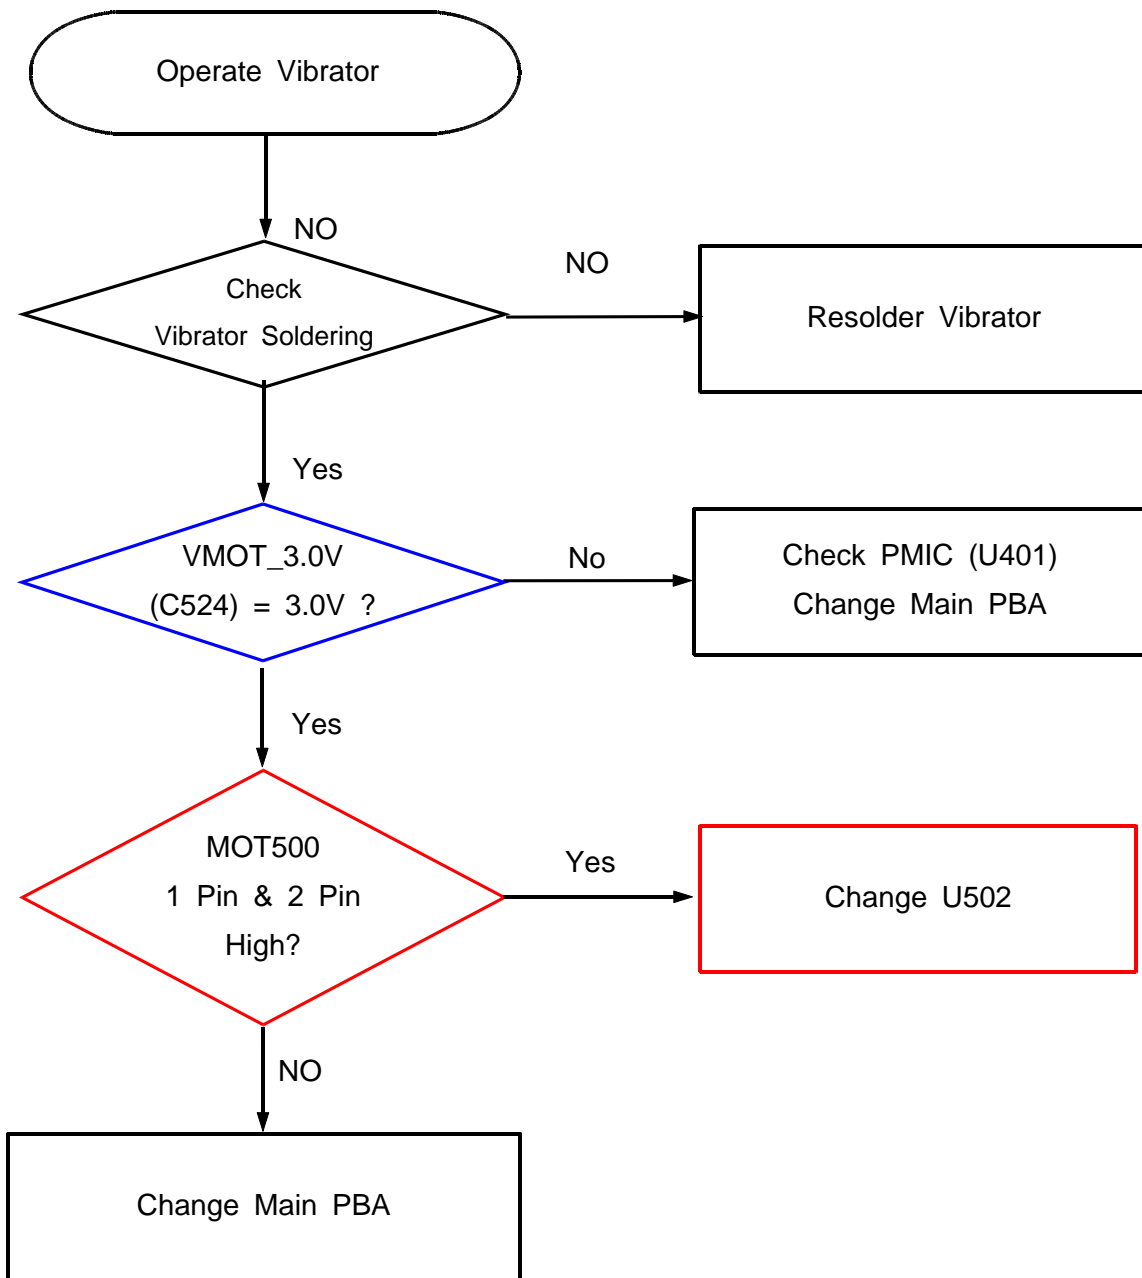 Operate Vibrator
NO
Check
Vibrator Soldering
NO
Resolder Vibrator
Yes
VMOT_3.0V
(C524) = 3.0V ?
No
Check PMIC (U401)
Change Main PBA
Yes
MOT500
1 Pin & 2 Pin
High?
Yes
Change U502
NO
Change Main PBA